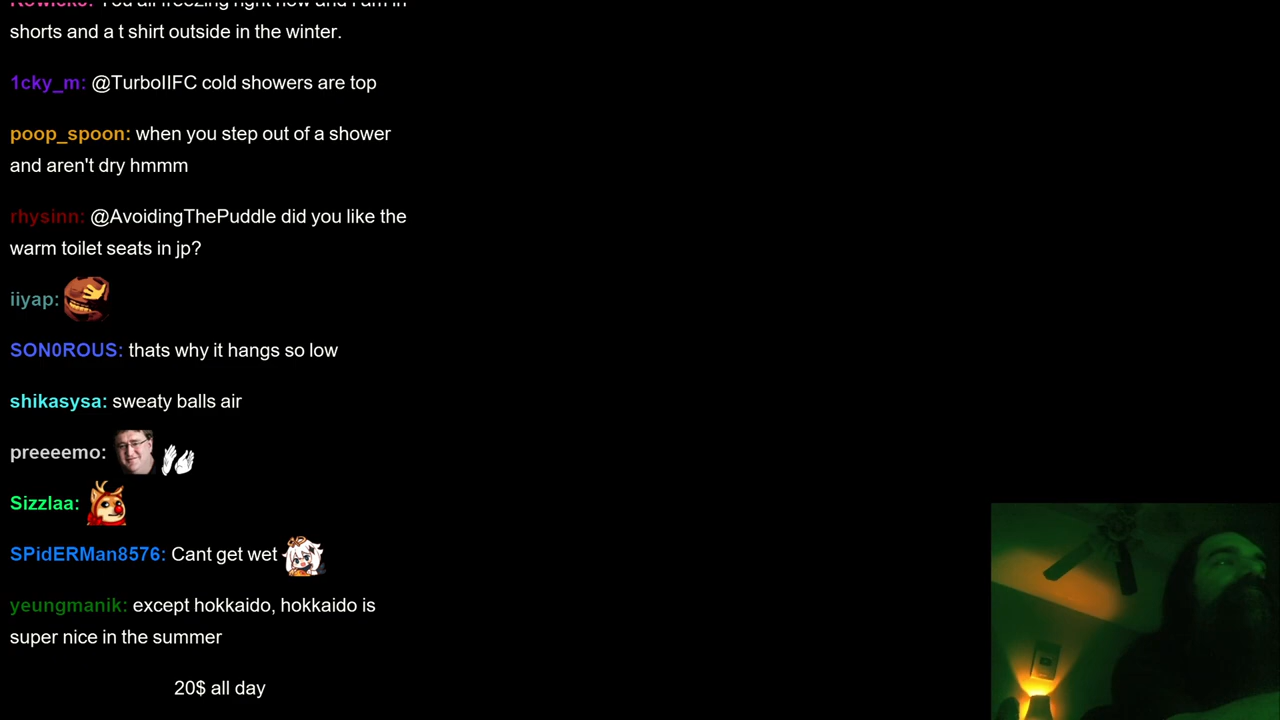 shorts and a t shirt outside in the winter.
1cky_m: @TurboIIFC cold showers are top
poop_spoon: when you step out of a shower
and aren't dry hmmm
rhysinn: @AvoidingThePuddle did you like the
warm toilet seats in jp?
iiyap:
SON0ROUS: thats why it hangs so low
shikasysa: sweaty balls air
preeeemo:
Sizzlaa:
SPidERMan8576: Cant get wet
yeungmanik: except hokkaido, hokkaido is
super nice in the summer
20$ all day